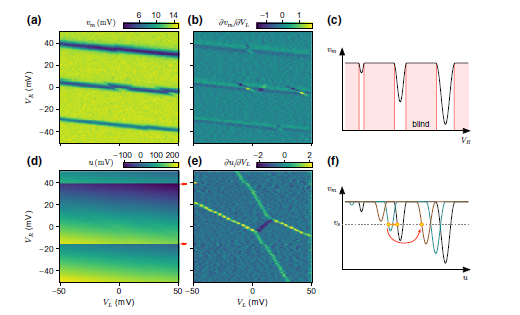 (a)
v_m (mV)
6 10 14
(b)
∂v_m/∂V_L
−1 0 1
(c)
v_m
40
20
0
−20
−40
V_R (mV)
blind
V_R
(d)
u (mV)
−100 0 100 200
(e)
∂u/∂V_L
−2 0 2
(f)
v_m
40
20
0
−20
−40
V_R (mV)
−50 0 50
V_L (mV)
−50 0 50
V_L (mV)
u